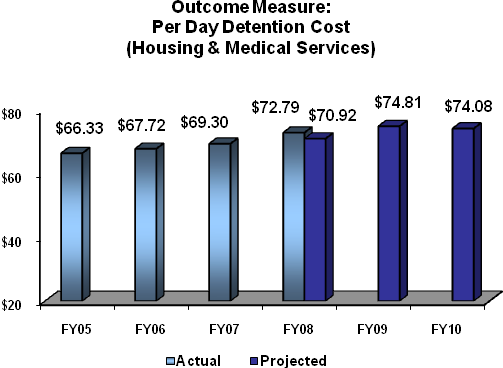 Outcome Measure:
Per Day Detention Cost
(Housing & Medical Services)
$66.33 $67.72 $69.30 $72.79 $70.92 $74.81 $74.08
$80
$60
$40
$20
FY05 FY06 FY07 FY08 FY09 FY10
Actual Projected